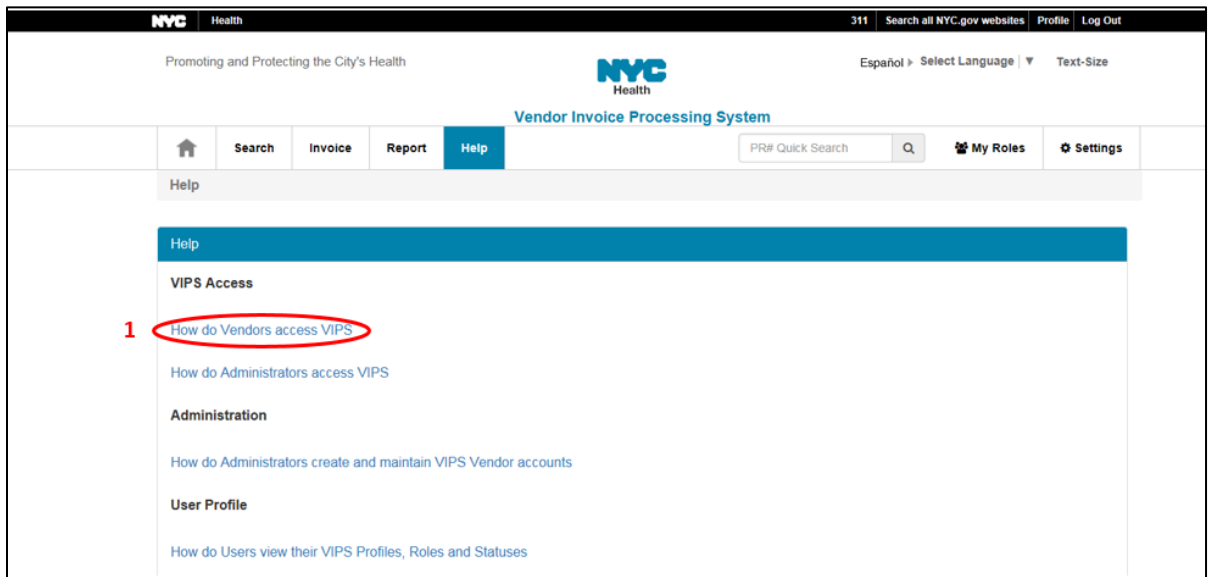 NYC Health 311 Search all NYC.gov websites Profile Log Out
Promoting and Protecting the City's Health
NYC
Health
Español Select Language ▼ Text-Size
Vendor Invoice Processing System
Search Invoice Report Help PR# Quick Search My Roles Settings
Help
Help
VIPS Access
1 How do Vendors access VIPS
How do Administrators access VIPS
Administration
How do Administrators create and maintain VIPS Vendor accounts
User Profile
How do Users view their VIPS Profiles, Roles and Statuses